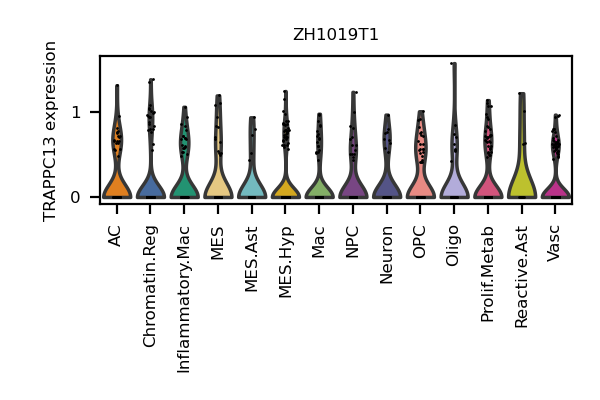 ZH1019T1
TRAPPC13 expression
1
0
AC
Chromatin.Reg
Inflammatory.Mac
MES
MES.Ast
MES.Hyp
Mac
NPC
Neuron
OPC
Oligo
Prolif.Metab
Reactive.Ast
Vasc